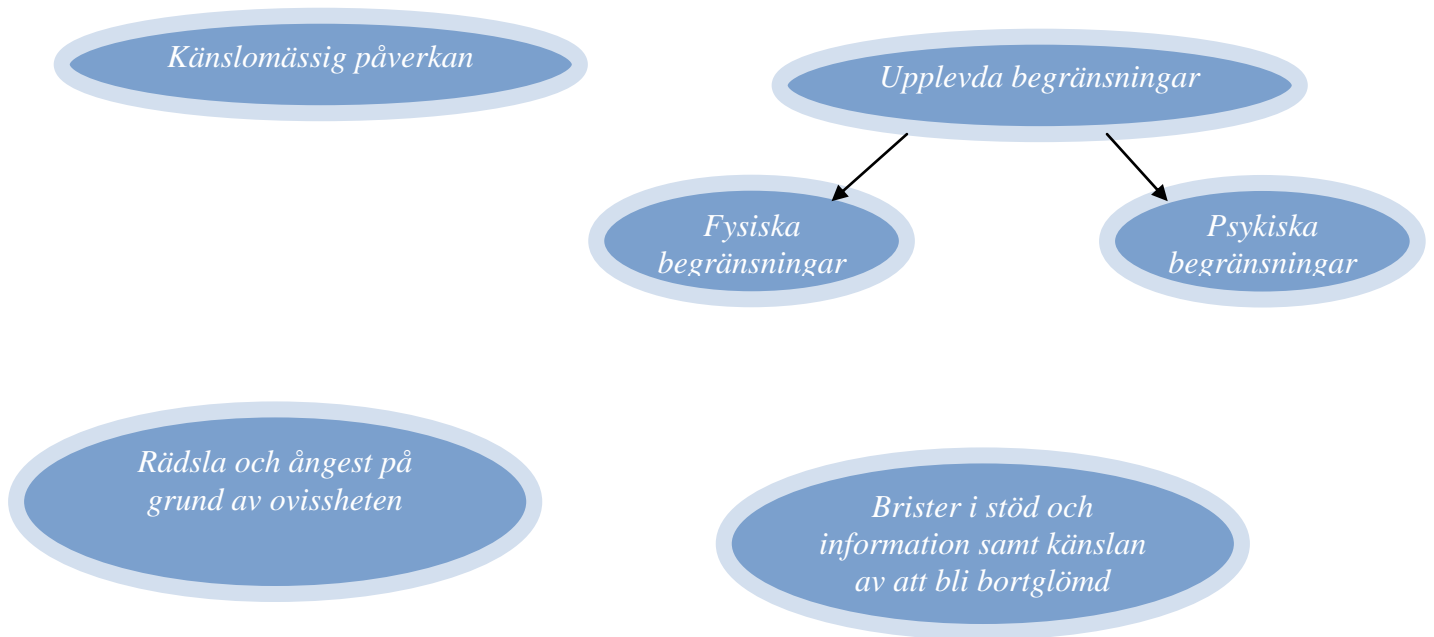 Känslomässig påverkan
Upplevda begränsningar
Fysiska
begränsningar
Psykiska
begränsningar
Rädsla och ångest på
grund av ovissheten
Brister i stöd och
information samt känslan
av att bli bortglömd